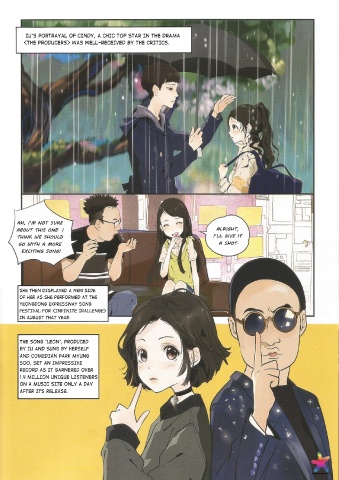 IU'S PORTRAYAL OF CINDY, A CHIC TOP STAR IN THE DRAMA
<THE PRODUCERS> WAS WELL-RECEIVED BY THE CRITICS.
AH, I'M NOT SURE
ABOUT THIS ONE. I
THINK WE SHOULD
GO WITH A MORE
EXCITING SONG!
ALRIGHT,
I'LL GIVE IT
A SHOT.
SHE THEN DISPLAYED A NEW SIDE
OF HER AS SHE PERFORMED AT THE
YEONGDONG EXPRESSWAY SONG
FESTIVAL FOR <INFINITE CHALLENGE>
IN AUGUST THAT YEAR.
THE SONG 'LEON', PRODUCED
BY IU AND SUNG BY HERSELF
AND COMEDIAN PARK MYUNG
SOO, SET AN IMPRESSIVE
RECORD AS IT GARNERED OVER
MILLION UNIQUE LISTENERS
ON A MUSIC SITE ONLY A DAY
AFTER ITS RELEASE.